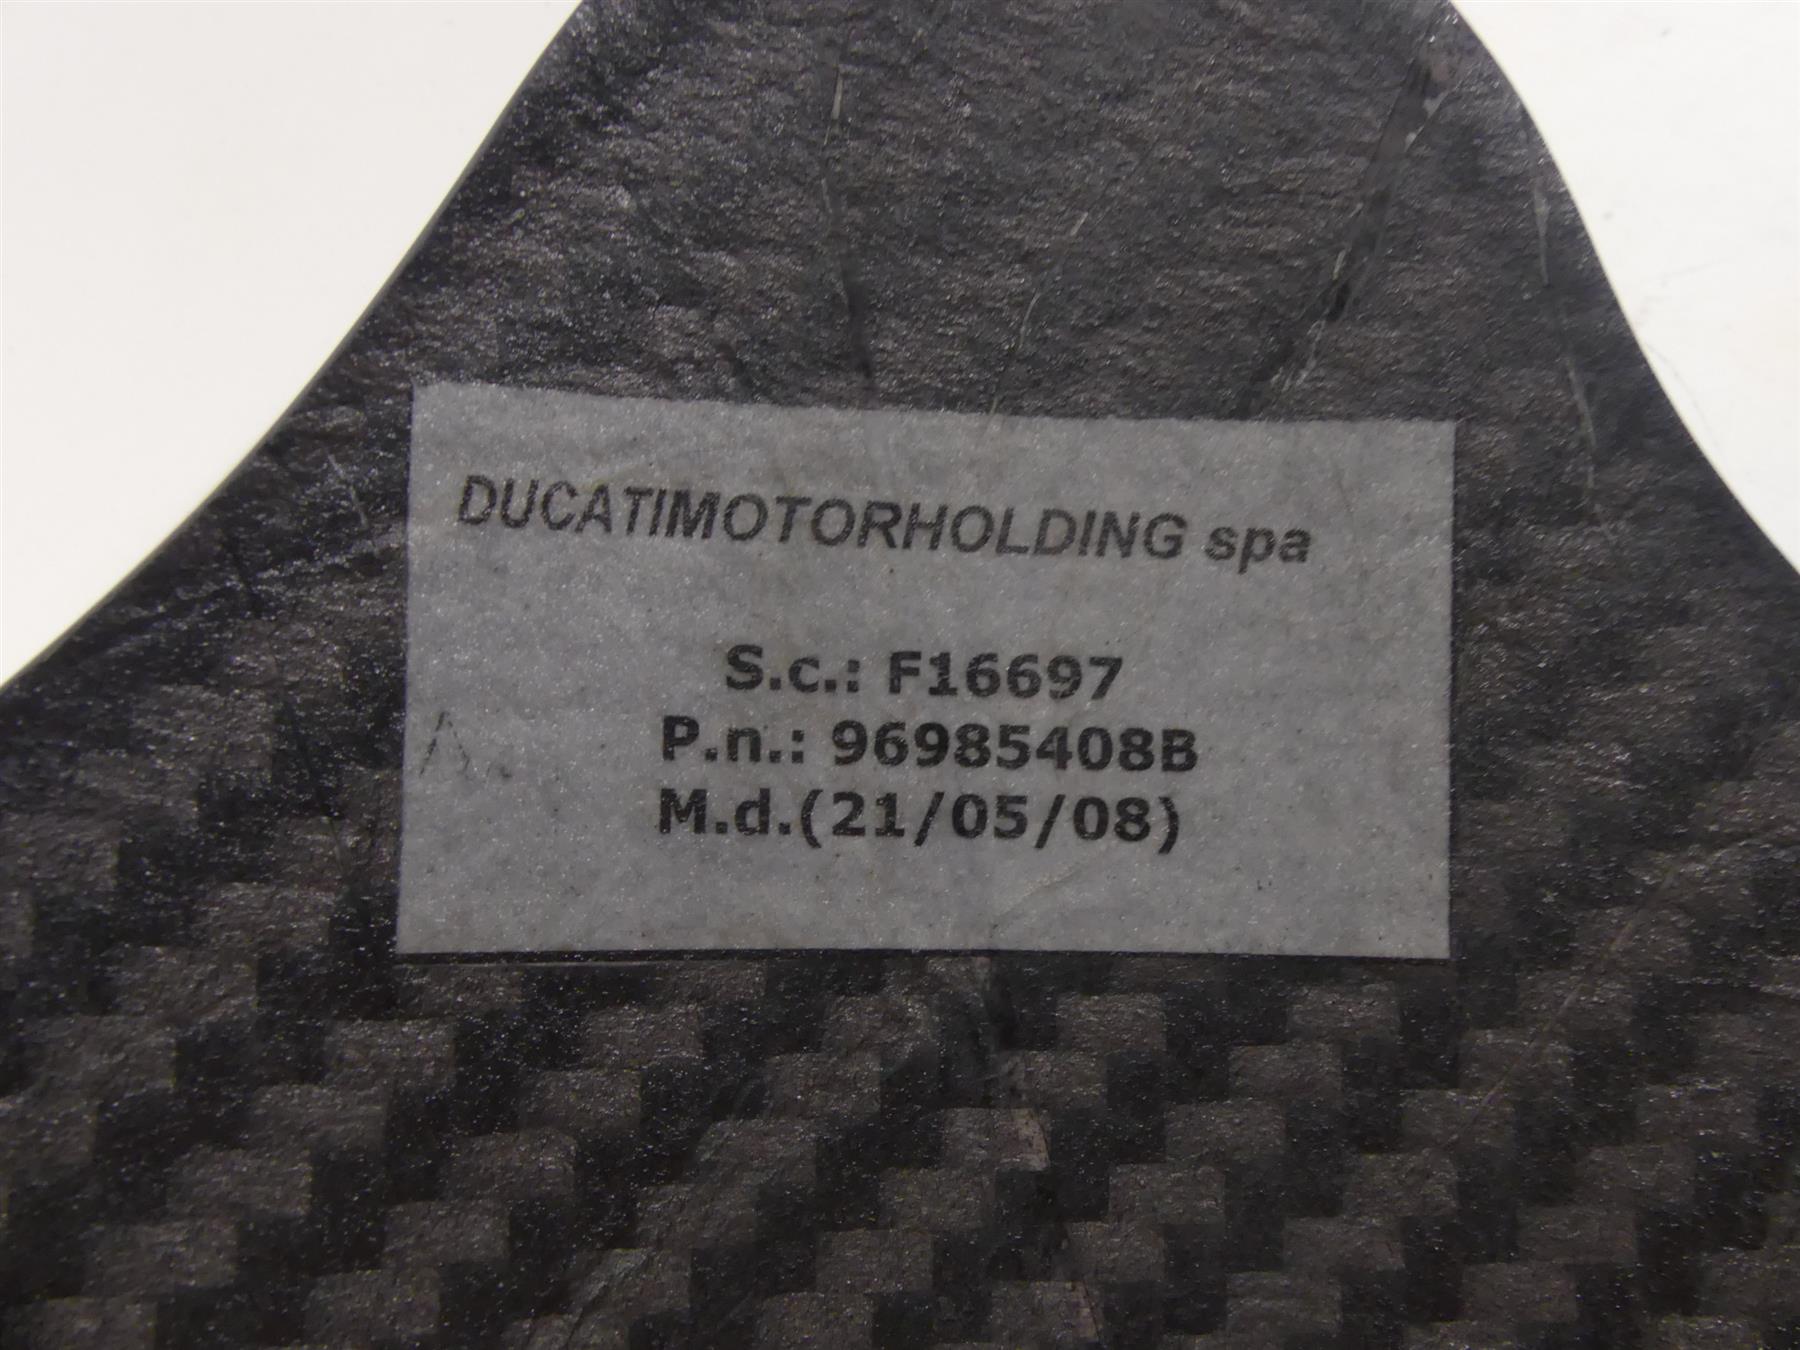 DUCATIMOTORHOLDING spa
S.c.: F16697
P.n.: 96985408B
M.d.(21/05/08)